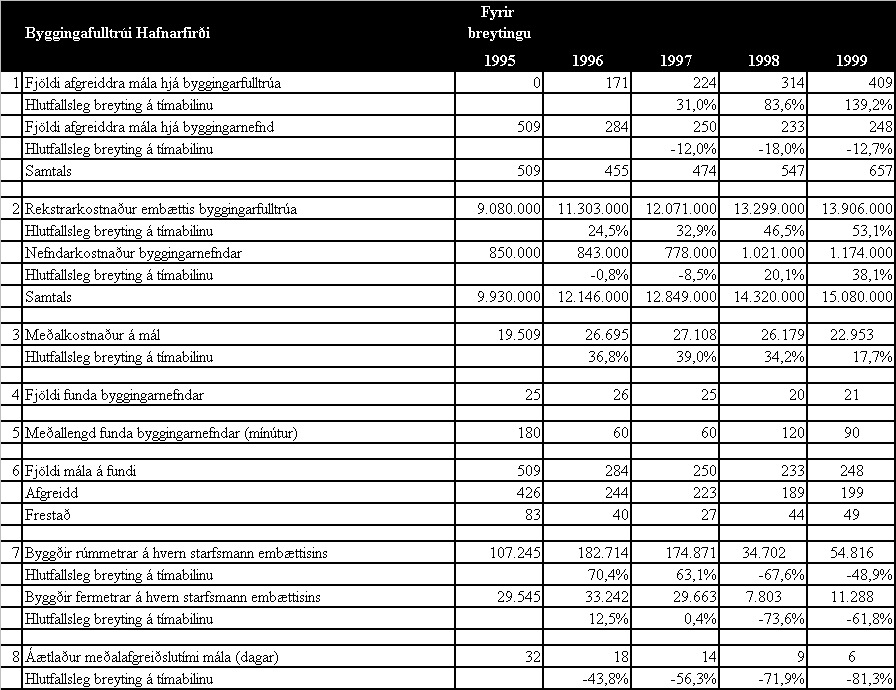 Fyrir
Byggingafulltrúi Hafnarfirði breytingu
1995 1996 1997 1998 1999
1 Fjöldi afgreiddra mála hjá byggingarfulltrúa 0 171 224 314 409
Hlutfallsleg breyting á tímabilinu 31,0% 83,6% 139,2%
Fjöldi afgreiddra mála hjá byggingarnefnd 509 284 250 233 248
Hlutfallsleg breyting á tímabilinu -12,0% -18,0% -12,7%
Samtals 509 455 474 547 657
2 Rekstrarkostnaður embættis byggingarfulltrúa 9.080.000 11.303.000 12.071.000 13.299.000 13.906.000
Hlutfallsleg breyting á tímabilinu 24,5% 32,9% 46,5% 53,1%
Nefndarkostnaður byggingarnefndar 850.000 843.000 778.000 1.021.000 1.174.000
Hlutfallsleg breyting á tímabilinu -0,8% -8,5% 20,1% 38,1%
Samtals 9.930.000 12.146.000 12.849.000 14.320.000 15.080.000
3 Meðalkostnaður á mál 19.509 26.695 27.108 26.179 22.953
Hlutfallsleg breyting á tímabilinu 36,8% 39,0% 34,2% 17,7%
4 Fjöldi funda byggingarnefndar 25 26 25 20 21
5 Meðallengd funda byggingarnefndar (mínútur) 180 60 60 120 90
6 Fjöldi mála á fundi 509 284 250 233 248
Afgreidd 426 244 223 189 199
Frestað 83 40 27 44 49
7 Byggðir rúmmetrar á hvern starfsmann embættisins 107.245 182.714 174.871 34.702 54.816
Hlutfallsleg breyting á tímabilinu 70,4% 63,1% -67,6% -48,9%
Byggðir fermetrar á hvern starfsmann embættisins 29.545 33.242 29.663 7.803 11.288
Hlutfallsleg breyting á tímabilinu 12,5% 0,4% -73,6% -61,8%
8 Áætlaður meðalafgreiðslutími mála (dagar) 32 18 14 9 6
Hlutfallsleg breyting á tímabilinu -43,8% -56,3% -71,9% -81,3%